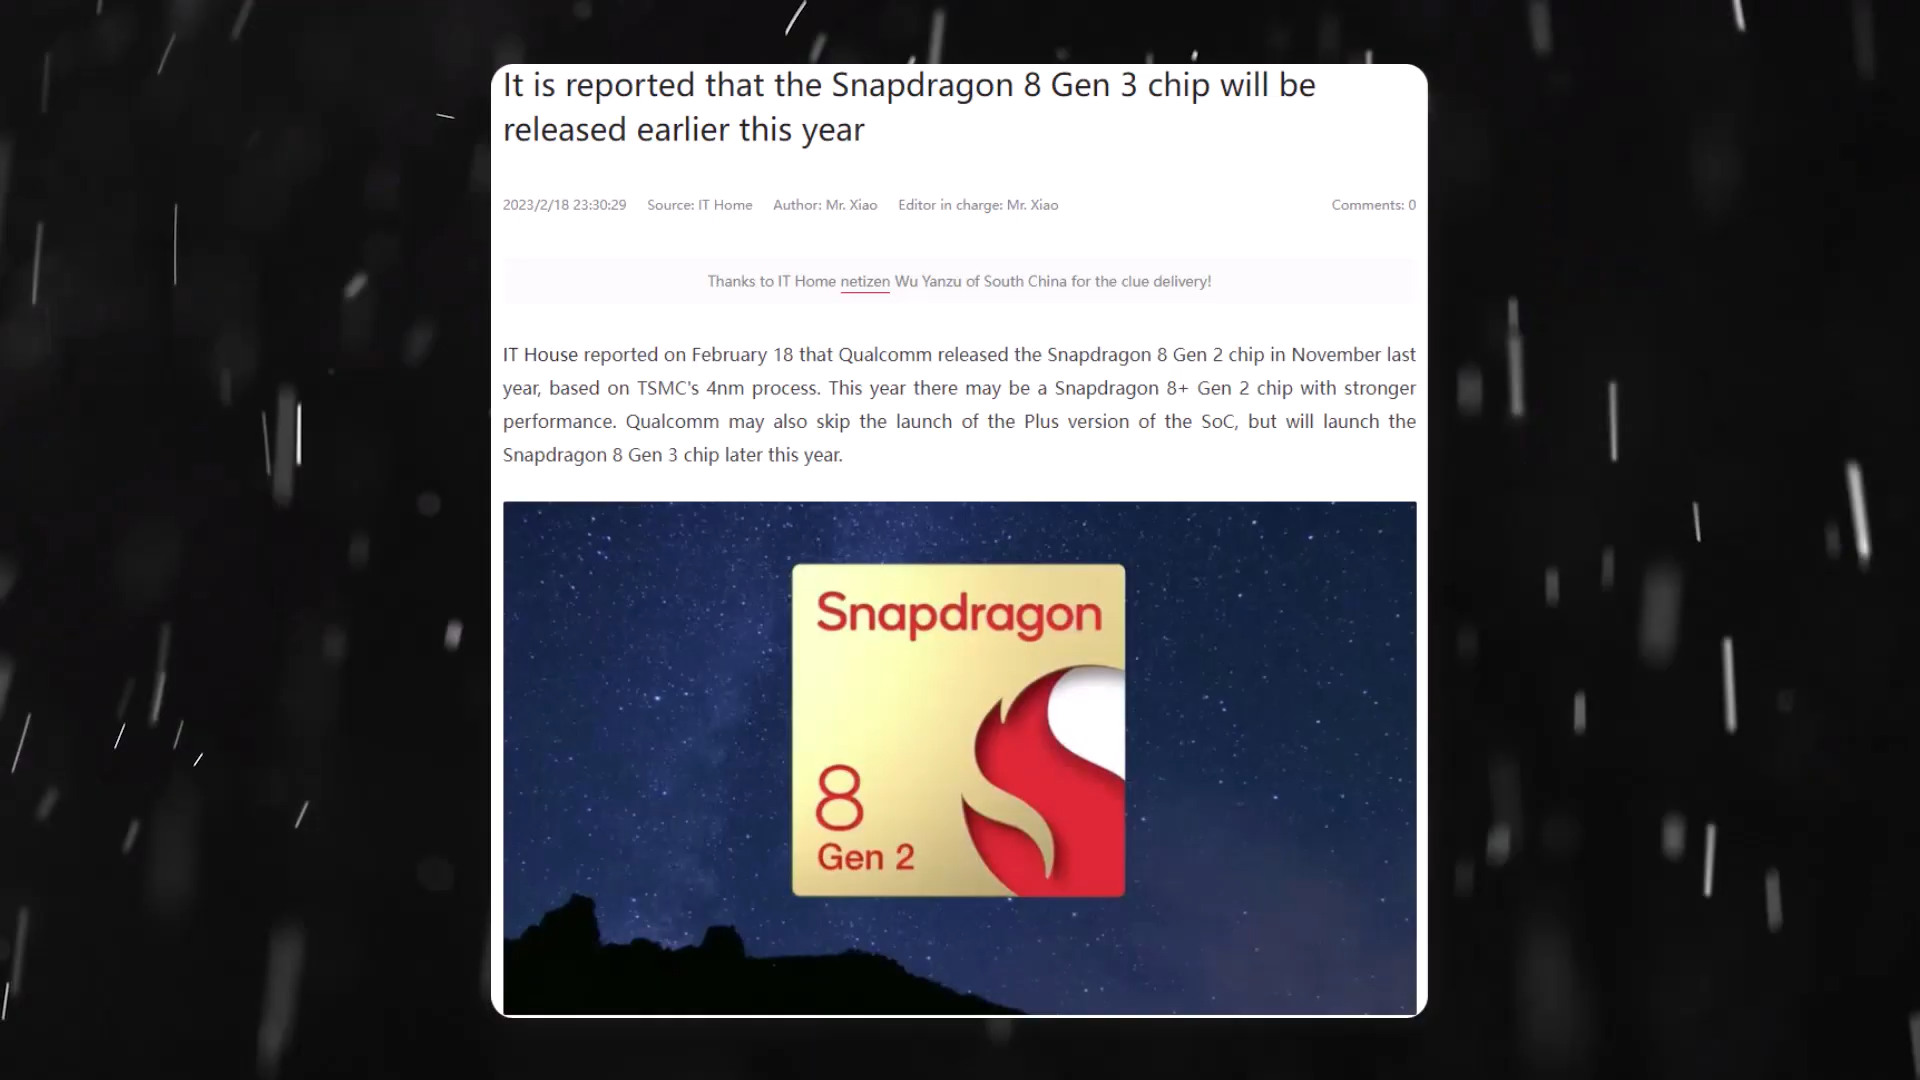 It is reported that the Snapdragon 8 Gen 3 chip will be
released earlier this year
2023/2/18 23:30:29 Source: IT Home Author: Mr. Xiao Editor in charge: Mr. Xiao Comments: 0
Thanks to IT Home netizen Wu Yanzu of South China for the clue delivery!
IT House reported on February 18 that Qualcomm released the Snapdragon 8 Gen 2 chip in November last
year, based on TSMC's 4nm process. This year there may be a Snapdragon 8+ Gen 2 chip with stronger
performance. Qualcomm may also skip the launch of the Plus version of the SoC, but will launch the
Snapdragon 8 Gen 3 chip later this year.
Snapdragon
8
Gen 2